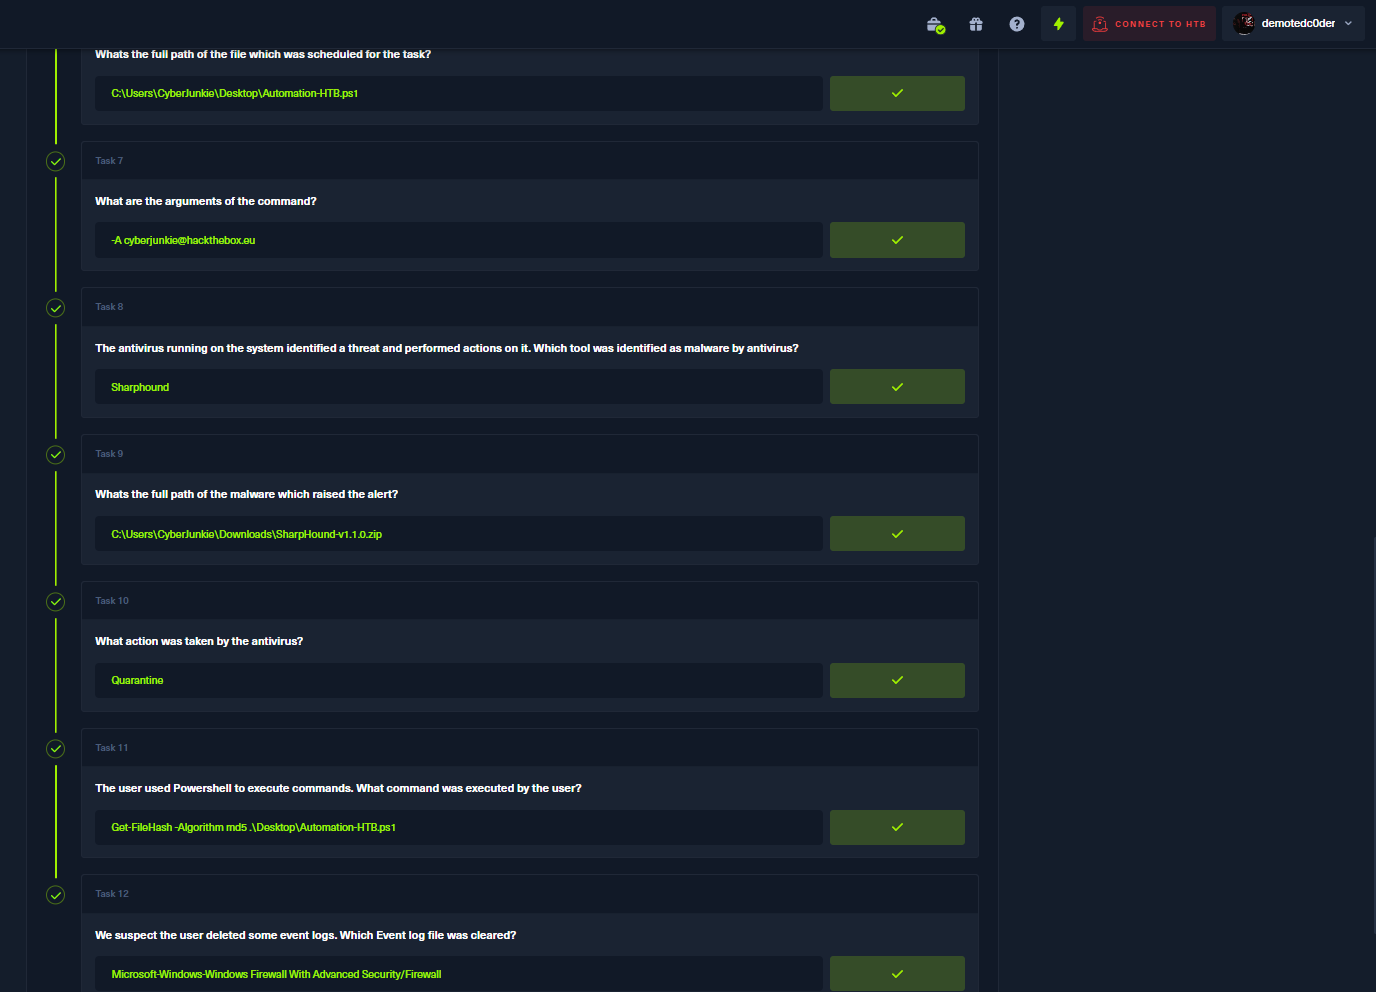 CONNECT TO HTB
demotedc0der
Whats the full path of the file which was scheduled for the task?
C:\Users\CyberJunkie\Desktop\Automation-HTB.ps1
Task 7
What are the arguments of the command?
-A cyberjunkie@hackthebox.eu
Task 8
The antivirus running on the system identified a threat and performed actions on it. Which tool was identified as malware by antivirus?
Sharphound
Task 9
Whats the full path of the malware which raised the alert?
C:\Users\CyberJunkie\Downloads\SharpHound-v1.1.0.zip
Task 10
What action was taken by the antivirus?
Quarantine
Task 11
The user used Powershell to execute commands. What command was executed by the user?
Get-FileHash -Algorithm md5 .\Desktop\Automation-HTB.ps1
Task 12
We suspect the user deleted some event logs. Which Event log file was cleared?
Microsoft-Windows-Windows Firewall With Advanced Security/Firewall